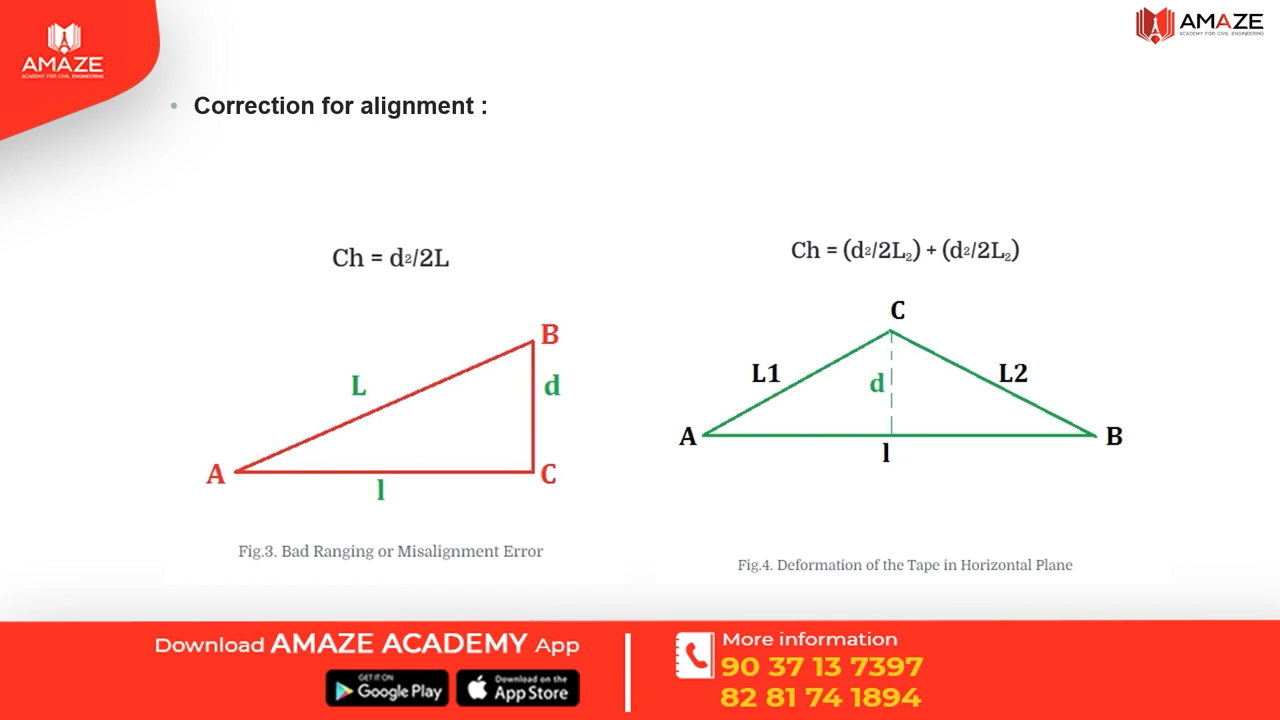 AMAZE
ACADEMY FOR CIVIL ENGINEERING
AMAZE
ACADEMY FOR CIVIL ENGINEERING
• Correction for alignment :
Ch = d²/2L
B
L
d
A
C
l
Fig.3. Bad Ranging or Misalignment Error
Ch = (d²/2L₂) + (d²/2L₂)
C
L1
d
L2
A
B
l
Fig.4. Deformation of the Tape in Horizontal Plane
Download AMAZE ACADEMY App
GET IT ON
Google Play
Download on the
App Store
More information
90 37 13 7397
82 81 74 1894